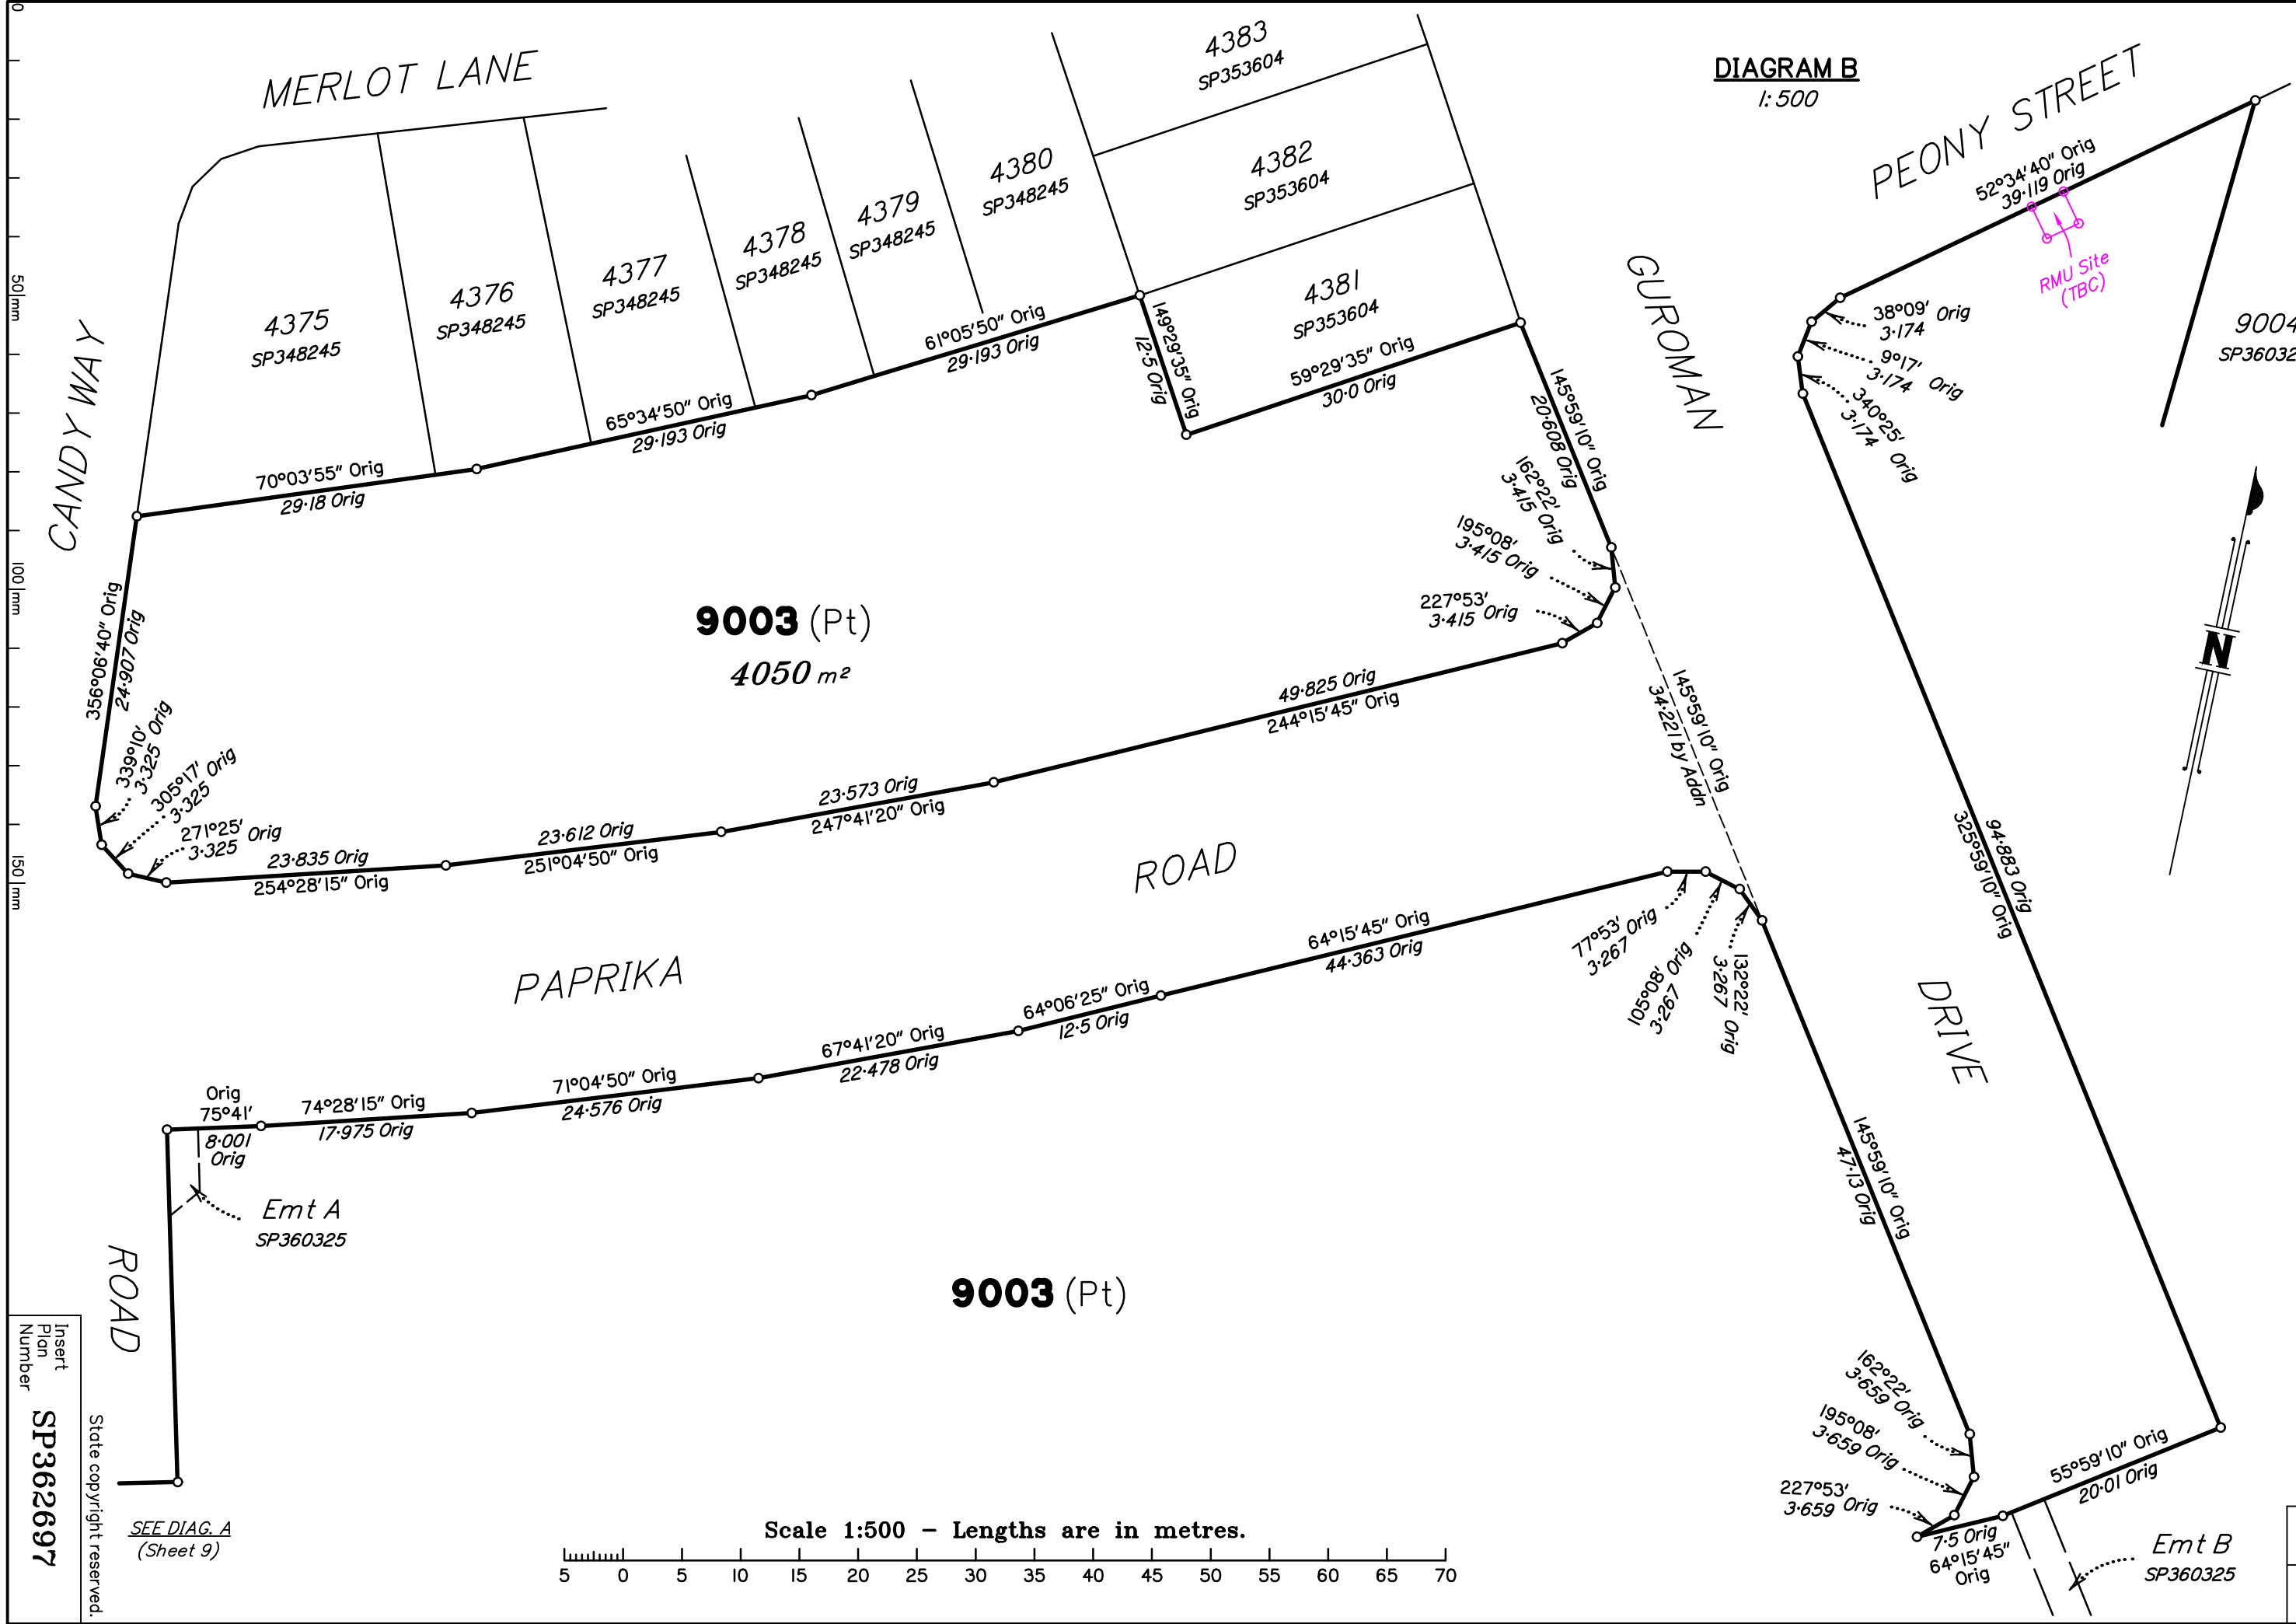 0
50 mm
100 mm
150 mm
MERLOT LANE
CANDY WAY
DIAGRAM B
1:500
PEONY STREET
52°34'40" Orig
39·119 Orig
RMU Site
(TBC)
9004
4383
SP353604
4382
SP353604
4381
SP353604
4380
SP348245
4379
SP348245
4378
SP348245
4377
SP348245
4376
SP348245
4375
SP348245
GUROMAN
DRIVE
38°09' Orig
3·174
9°17' Orig
3·174
340°25' Orig
3·174
61°05'50" Orig
29·193 Orig
149°29'35" Orig
12·5 Orig
59°29'35" Orig
30·0 Orig
65°34'50" Orig
29·193 Orig
70°03'55" Orig
29·18 Orig
145°59'10" Orig
20·608 Orig
162°22'
3·415 Orig
195°08'
3·415 Orig
227°53'
3·415 Orig
9003 (Pt)
4050 m²
356°06'40" Orig
24·907 Orig
339°10' Orig
3·325
305°17' Orig
3·325
271°25' Orig
3·325
23·835 Orig
254°28'15" Orig
23·612 Orig
251°04'50" Orig
23·573 Orig
247°41'20" Orig
49·825 Orig
244°15'45" Orig
145°59'10" Orig
34·221 by Addn
N
94·883 Orig
325°59'10" Orig
PAPRIKA
ROAD
77°53' Orig
3·267
105°08' Orig
3·267
132°22'
3·267 Orig
64°15'45" Orig
44·363 Orig
64°06'25" Orig
12·5 Orig
67°41'20" Orig
22·478 Orig
71°04'50" Orig
24·576 Orig
74°28'15" Orig
17·975 Orig
Orig
75°41'
8·001
Orig
Emt A
SP360325
ROAD
9003 (Pt)
145°59'10" Orig
47·13 Orig
162°22'
3·659 Orig
195°08'
3·659 Orig
227°53'
3·659 Orig
55°59'10" Orig
20·01 Orig
7·5 Orig
64°15'45"
Orig
Emt B
SP360325
Insert
Plan
Number
SP362697
State copyright reserved.
SEE DIAG. A
(Sheet 9)
Scale 1:500 – Lengths are in metres.
5 0 5 10 15 20 25 30 35 40 45 50 55 60 65 70